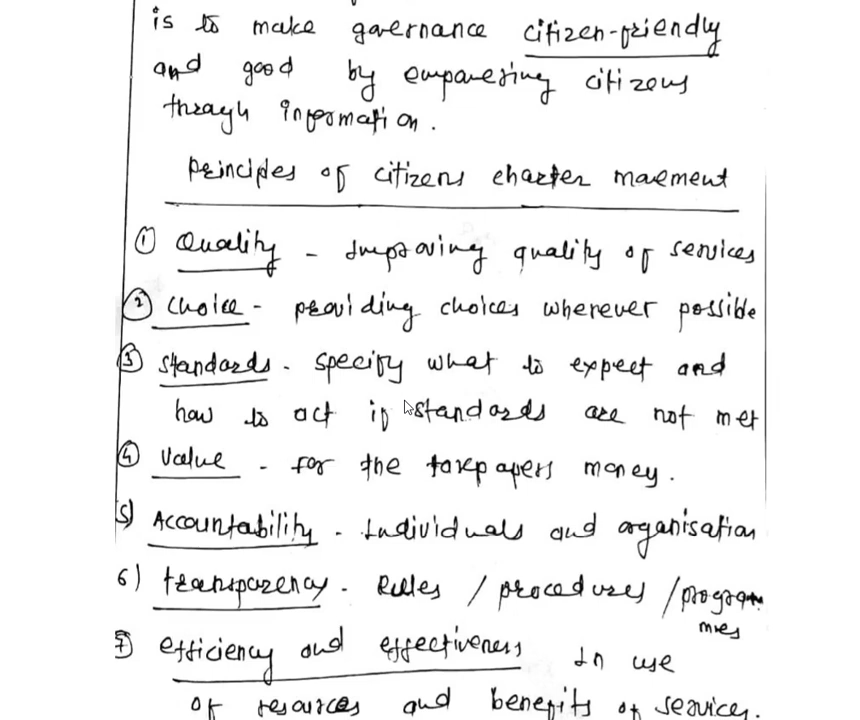 is to make governance citizen-friendly
and good by empowering citizens
through information.
Principles of citizens charter movement
① Quality - Improving quality of services
② Choice - providing choices wherever possible
③ Standards - Specify what to expect and
how to act if standards are not met
④ Value - for the taxpayers money.
5) Accountability - Individuals and organisation
6) transparency - Rules / procedures / program
mes
7) efficiency and effectiveness In use
of resources and benefits of services.